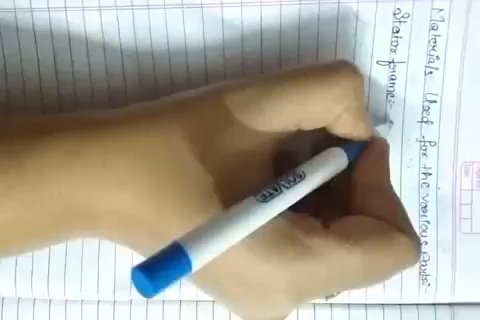 Materials Used for the various Parts:-
Stator frame:-